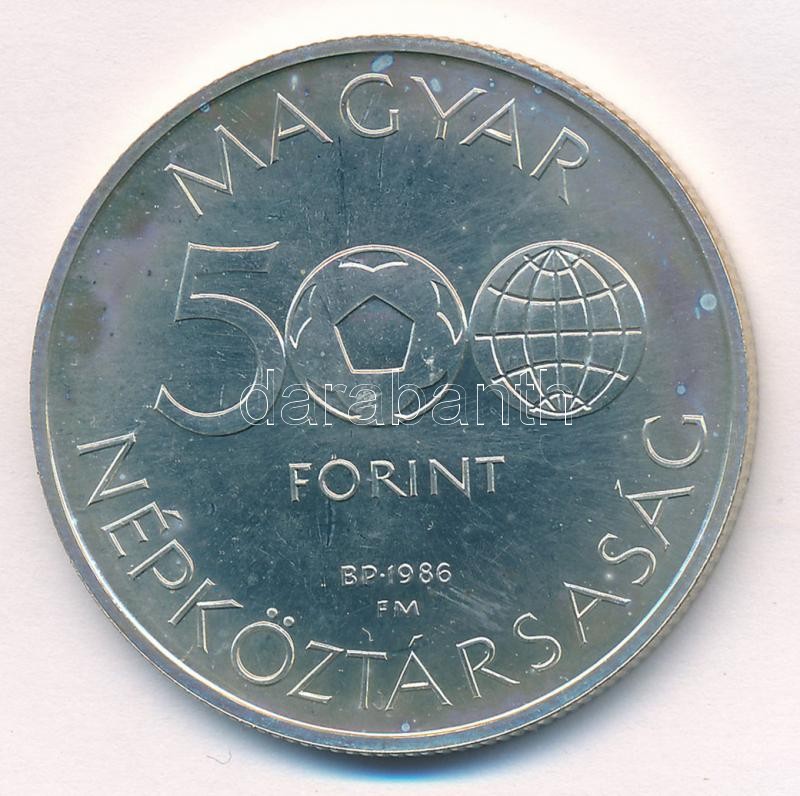 MAGYAR
500
FORINT
BP·1986
FM
NÉPKÖZTÁRSASÁG
darabanth